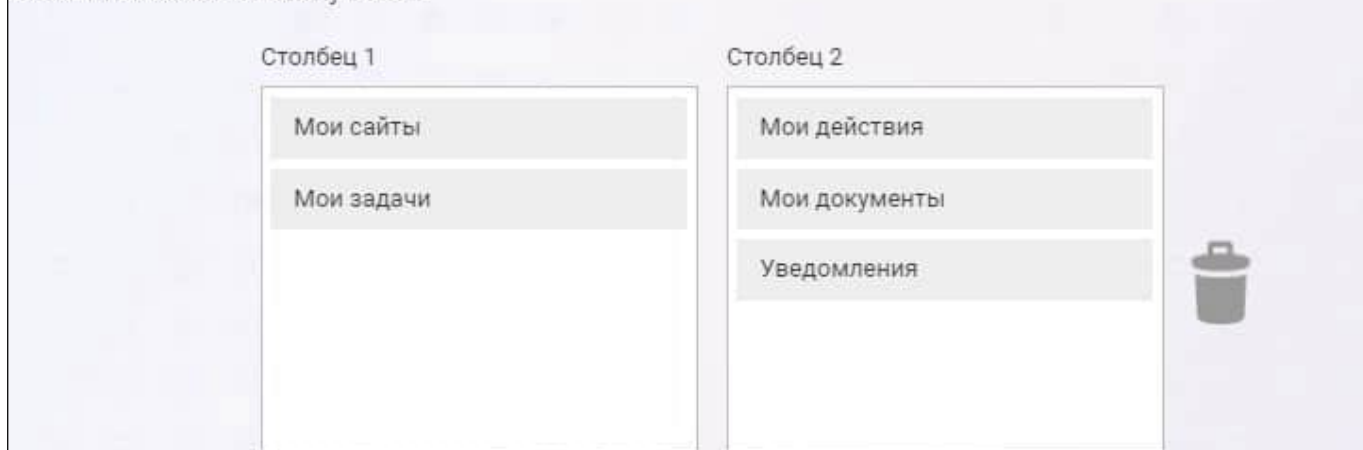 Столбец 1
Столбец 2
Мои сайты
Мои действия
Мои задачи
Мои документы
Уведомления